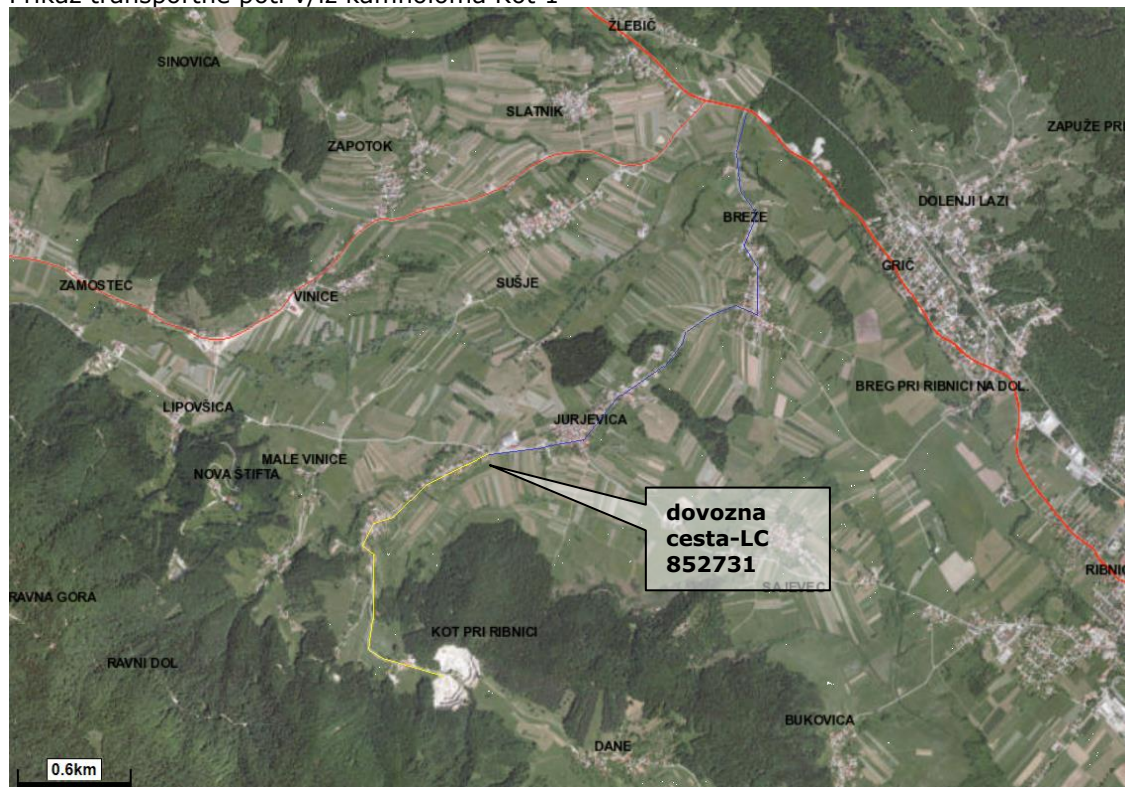 Prikaz transportne poti v/iz kamnoloma Kot 1
ŽLEBIČ
SINOVICA
SLATNIK
ZAPOTOK
ZAPUŽE PRI
DOLENJI LAZI
BREŽE
GRIČ
SUŠJE
ZAMOSTEC
VINICE
BREG PRI RIBNICI NA DOL.
LIPOVŠICA
JURJEVICA
MALE VINICE
NOVA ŠTIFTA
dovozna
cesta-LC
852731
SAJEVEC
RIBNIC
RAVNA GORA
KOT PRI RIBNICI
RAVNI DOL
BUKOVICA
DANE
0.6km